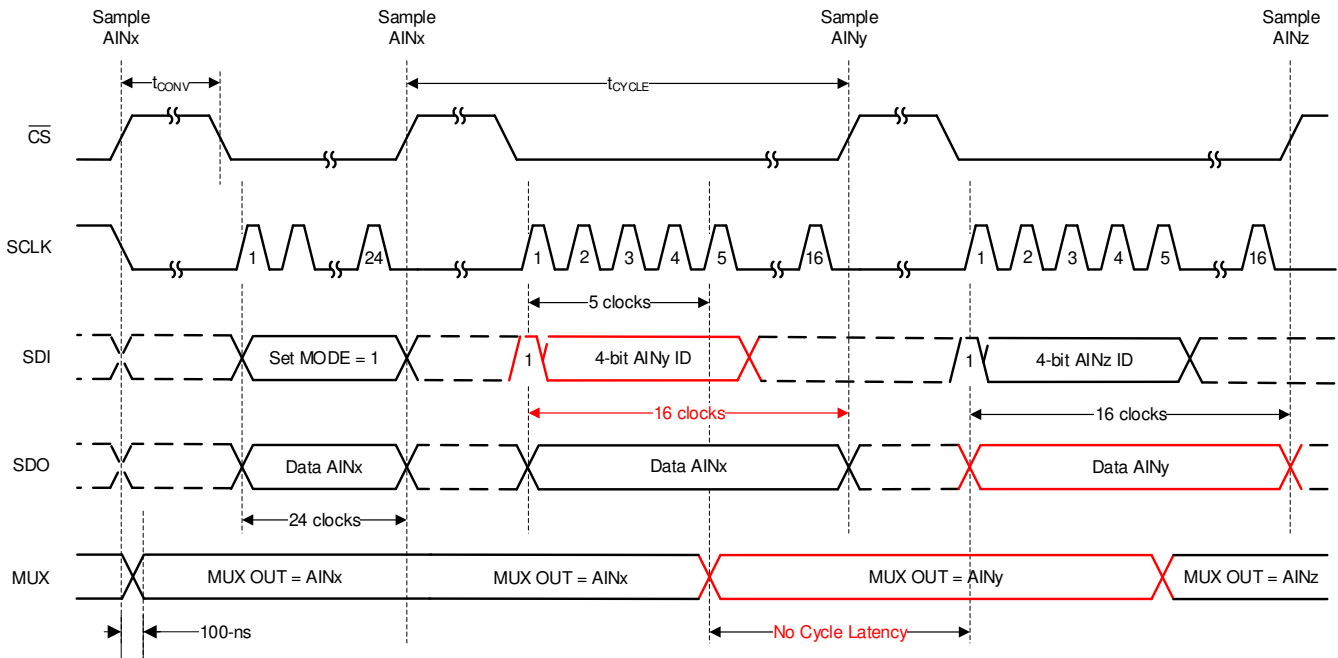 Sample
AINx
Sample
AINx
Sample
AINy
Sample
AINz
tCONV
tCYCLE
CS
SCLK
1
24
1
2
3
4
5
16
1
2
3
4
5
16
5 clocks
SDI
Set MODE = 1
1
4-bit AINy ID
1
4-bit AINz ID
16 clocks
16 clocks
SDO
Data AINx
Data AINx
Data AINy
24 clocks
MUX
MUX OUT = AINx
MUX OUT = AINx
MUX OUT = AINy
MUX OUT = AINz
100-ns
No Cycle Latency